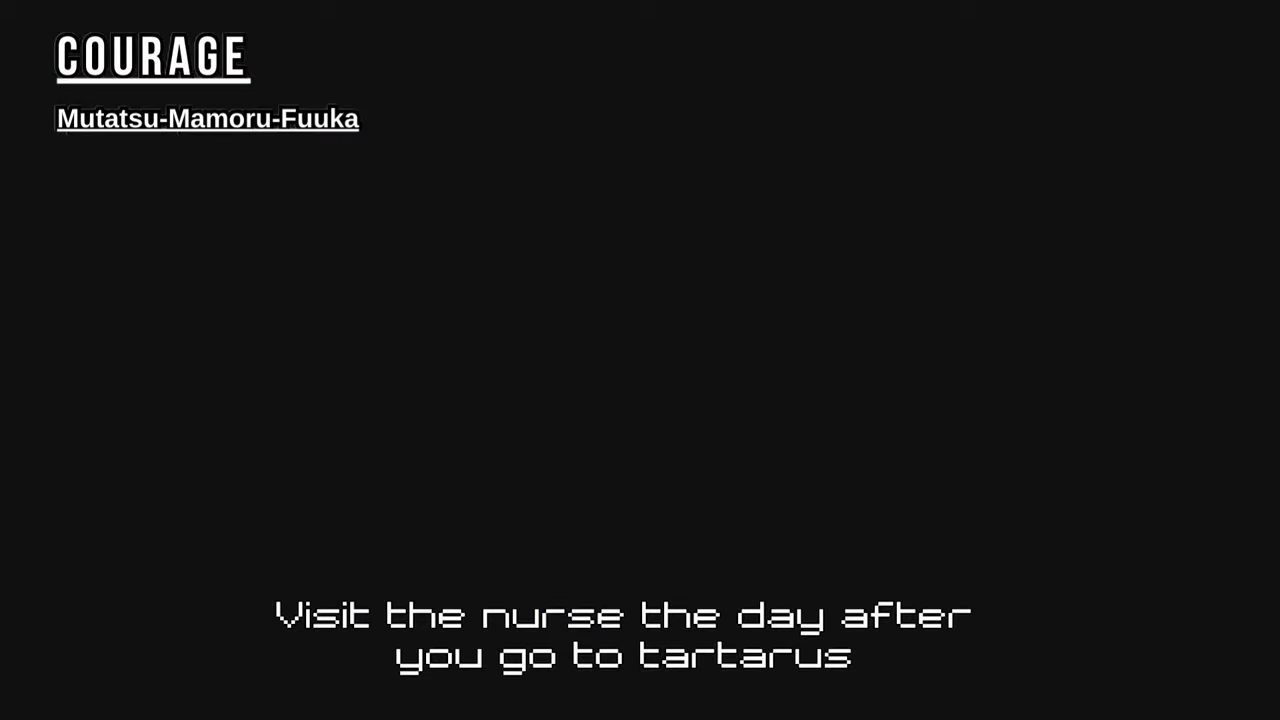 COURAGE
Mutatsu-Mamoru-Fuuka
Visit the nurse the day after
you go to tartarus